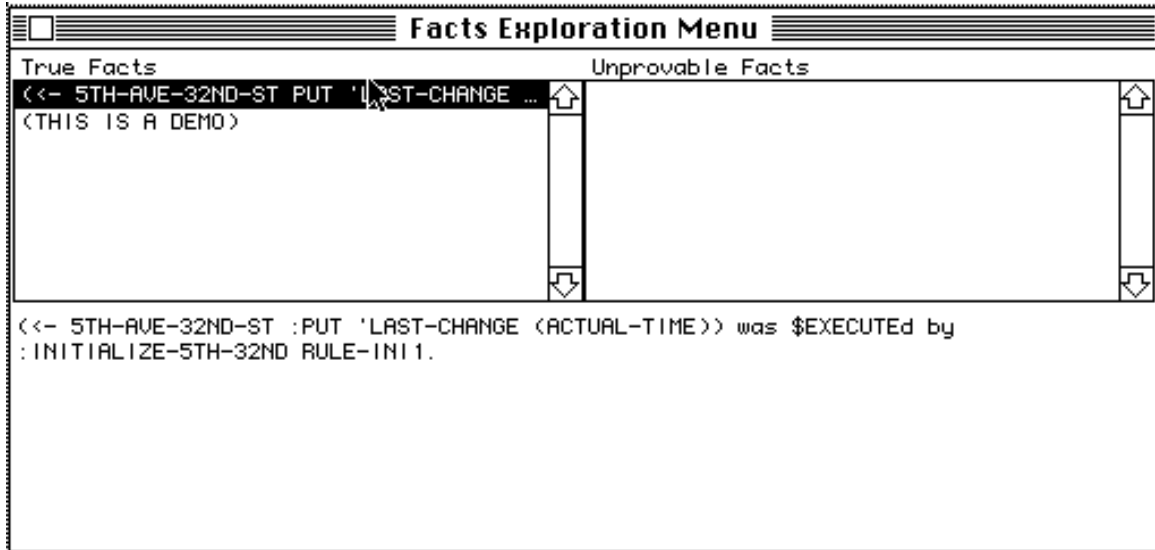 Facts Exploration Menu
True Facts
Unprovable Facts
(<- 5TH-AVE-32ND-ST PUT 'LAST-CHANGE ...
(THIS IS A DEMO)
(<- 5TH-AVE-32ND-ST :PUT 'LAST-CHANGE (ACTUAL-TIME)) was $EXECUTEd by
:INITIALIZE-5TH-32ND RULE-INI1.